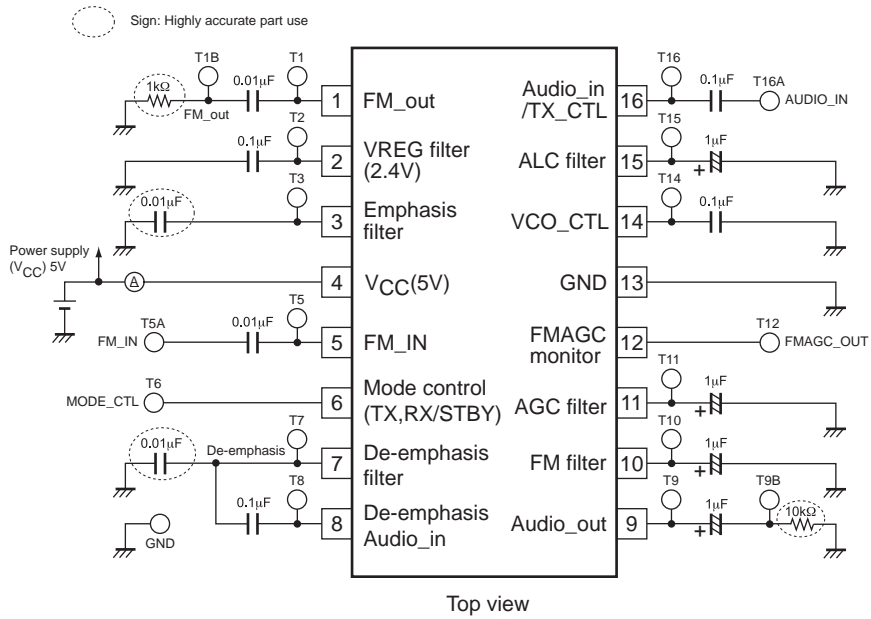 Sign: Highly accurate part use
T1B
0.01µF
T1
1kΩ
FM_out
1
FM_out
T2
0.1µF
2
VREG filter
(2.4V)
T3
0.01µF
3
Emphasis
filter
Power supply
(VCC) 5V
A
4
VCC(5V)
T5A
0.01µF
T5
FM_IN
5
FM_IN
T6
MODE_CTL
6
Mode control
(TX,RX/STBY)
0.01µF
De-emphasis
T7
7
De-emphasis
filter
T8
0.1µF
8
De-emphasis
Audio_in
GND
T16
0.1µF
T16A
Audio_in
/TX_CTL
16
AUDIO_IN
T15
1µF
ALC filter
15
+
T14
0.1µF
VCO_CTL
14
GND
13
T12
FMAGC
monitor
12
FMAGC_OUT
T11
1µF
AGC filter
11
+
T10
1µF
FM filter
10
+
T9
1µF
T9B
10kΩ
Audio_out
9
+
Top view